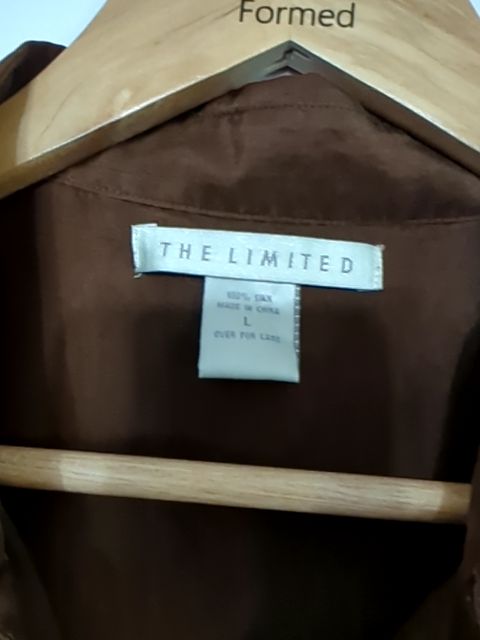 Formed
THE LIMITED
100% SILK
MADE IN CHINA
L
OVER FOR CARE